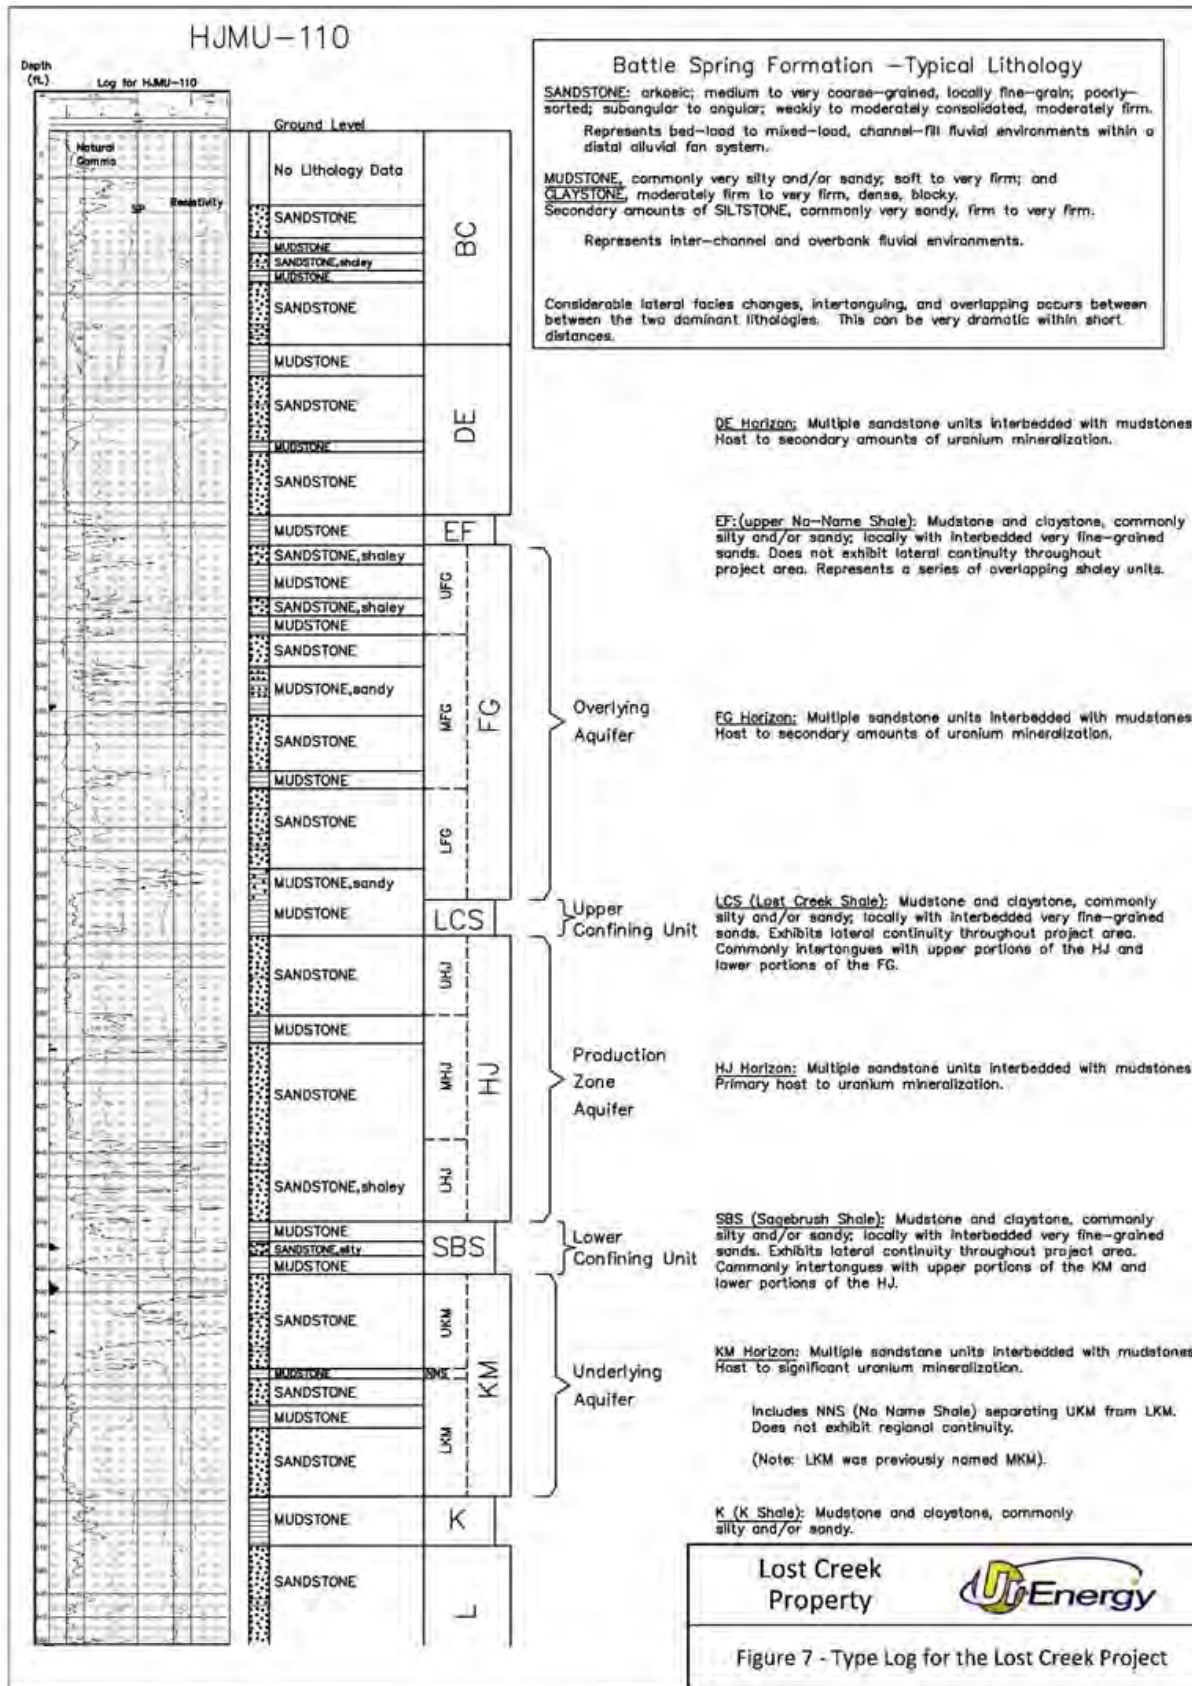 HJMU-110
Depth
(ft.)
Log for HJMU-110
Natural
Gamma
SP
Resistivity
Ground Level
No Lithology Data
SANDSTONE
MUDSTONE
SANDSTONE,shaley
MUDSTONE
SANDSTONE
BC
MUDSTONE
SANDSTONE
MUDSTONE
SANDSTONE
DE
MUDSTONE
EF
SANDSTONE,shaley
MUDSTONE
SANDSTONE,shaley
MUDSTONE
UFG
SANDSTONE
MUDSTONE,sandy
SANDSTONE
MUDSTONE
MFG
FG
SANDSTONE
MUDSTONE,sandy
LFG
Overlying
Aquifer
MUDSTONE
LCS
Upper
Confining Unit
SANDSTONE
UHJ
MUDSTONE
SANDSTONE
MHJ
HJ
SANDSTONE,shaley
LHJ
Production
Zone
Aquifer
MUDSTONE
SANDSTONE,silty
MUDSTONE
SBS
Lower
Confining Unit
SANDSTONE
UKM
MUDSTONE
NNS
KM
SANDSTONE
MUDSTONE
SANDSTONE
LKM
Underlying
Aquifer
MUDSTONE
K
SANDSTONE
L
Battle Spring Formation -Typical Lithology
SANDSTONE: arkosic; medium to very coarse-grained, locally fine-grain; poorly-
sorted; subangular to angular; weakly to moderately consolidated, moderately firm.
Represents bed-load to mixed-load, channel-fill fluvial environments within a
distal alluvial fan system.
MUDSTONE, commonly very silty and/or sandy; soft to very firm; and
CLAYSTONE, moderately firm to very firm, dense, blocky.
Secondary amounts of SILTSTONE, commonly very sandy, firm to very firm.
Represents inter-channel and overbank fluvial environments.
Considerable lateral facies changes, intertonguing, and overlapping occurs between
between the two dominant lithologies. This can be very dramatic within short
distances.
DE Horizon: Multiple sandstone units interbedded with mudstones
Host to secondary amounts of uranium mineralization.
EF:(upper No-Name Shale): Mudstone and claystone, commonly
silty and/or sandy; locally with interbedded very fine-grained
sands. Does not exhibit lateral continuity throughout
project area. Represents a series of overlapping shaley units.
FG Horizon: Multiple sandstone units interbedded with mudstones
Host to secondary amounts of uranium mineralization.
LCS (Lost Creek Shale): Mudstone and claystone, commonly
silty and/or sandy; locally with interbedded very fine-grained
sands. Exhibits lateral continuity throughout project area.
Commonly intertongues with upper portions of the HJ and
lower portions of the FG.
HJ Horizon: Multiple sandstone units interbedded with mudstones
Primary host to uranium mineralization.
SBS (Sagebrush Shale): Mudstone and claystone, commonly
silty and/or sandy; locally with interbedded very fine-grained
sands. Exhibits lateral continuity throughout project area.
Commonly intertongues with upper portions of the KM and
lower portions of the HJ.
KM Horizon: Multiple sandstone units interbedded with mudstones
Host to significant uranium mineralization.
Includes NNS (No Name Shale) separating UKM from LKM.
Does not exhibit regional continuity.
(Note: LKM was previously named MKM).
K (K Shale): Mudstone and claystone, commonly
silty and/or sandy.
Lost Creek
Property
Ur Energy
Figure 7 - Type Log for the Lost Creek Project